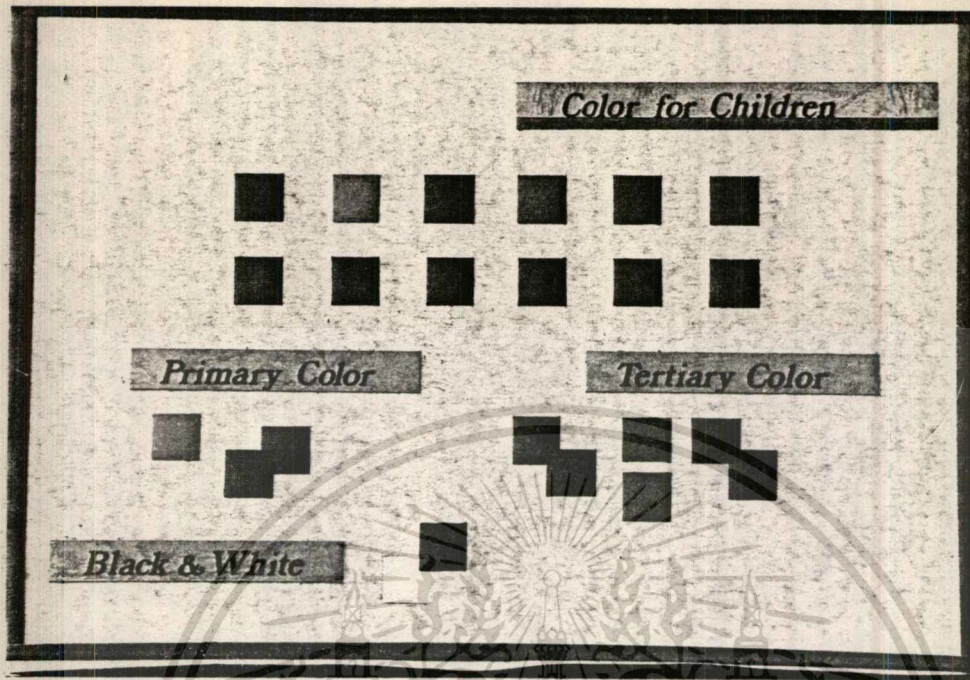 Color for Children
Primary Color
Tertiary Color
Black & White